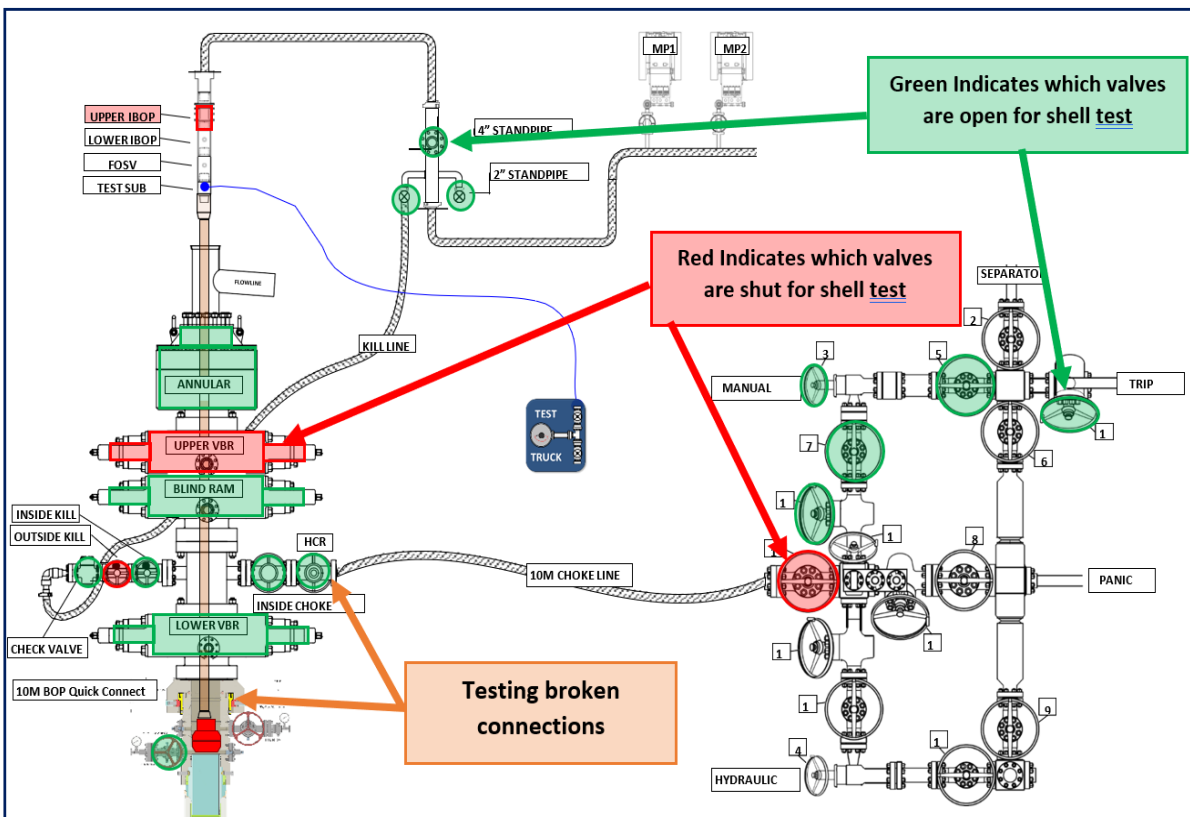 MP1
MP2
Green Indicates which valves
are open for shell test
UPPER IBOP
LOWER IBOP
FOSV
TEST SUB
4" STANDPIPE
2" STANDPIPE
Red Indicates which valves
are shut for shell test
FLOWLINE
SEPARATO
2
KILL LINE
ANNULAR
MANUAL
3
5
TRIP
1
TEST
TRUCK
UPPER VBR
7
6
BLIND RAM
INSIDE KILL
OUTSIDE KILL
HCR
1
1
1
8
10M CHOKE LINE
PANIC
INSIDE CHOKE
LOWER VBR
CHECK VALVE
1
1
10M BOP Quick Connect
Testing broken
connections
1
9
1
4
HYDRAULIC